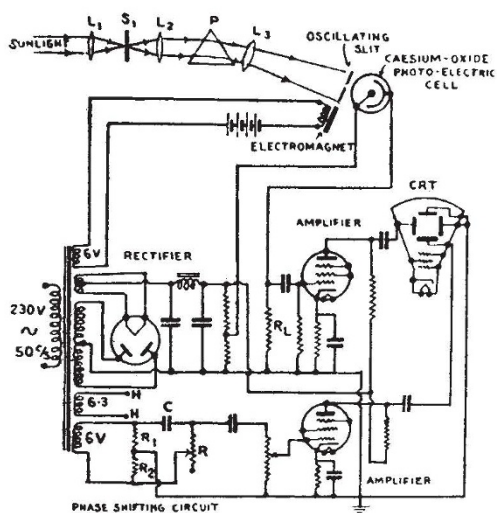 L1 S1 L2 P L3
SUNLIGHT
OSCILLATING
SLIT
CAESIUM-OXIDE
PHOTO-ELECTRIC
CELL
ELECTROMAGNET
CRT
AMPLIFIER
6V
RECTIFIER
230V
~
50 c/s
RL
H
6·3
H
6V
C
R1
R2
R
AMPLIFIER
PHASE SHIFTING CIRCUIT